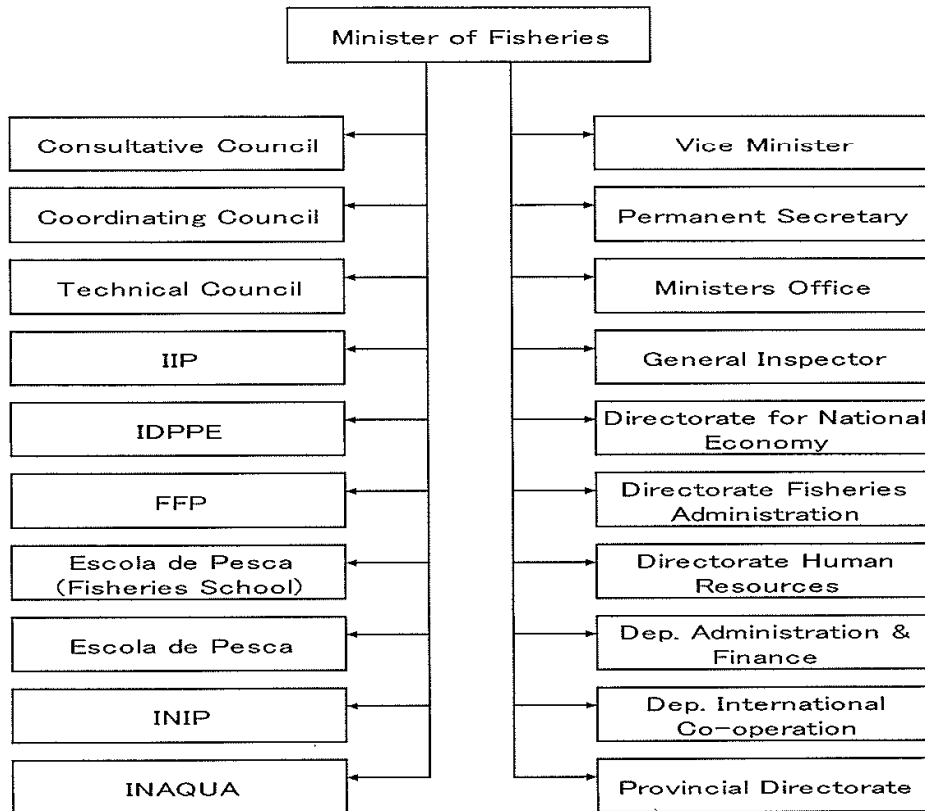 Minister of Fisheries
Consultative Council
Coordinating Council
Technical Council
IIP
IDPPE
FFP
Escola de Pesca
(Fisheries School)
Escola de Pesca
INIP
INAQUA
Vice Minister
Permanent Secretary
Ministers Office
General Inspector
Directorate for National
Economy
Directorate Fisheries
Administration
Directorate Human
Resources
Dep. Administration &
Finance
Dep. International
Co-operation
Provincial Directorate